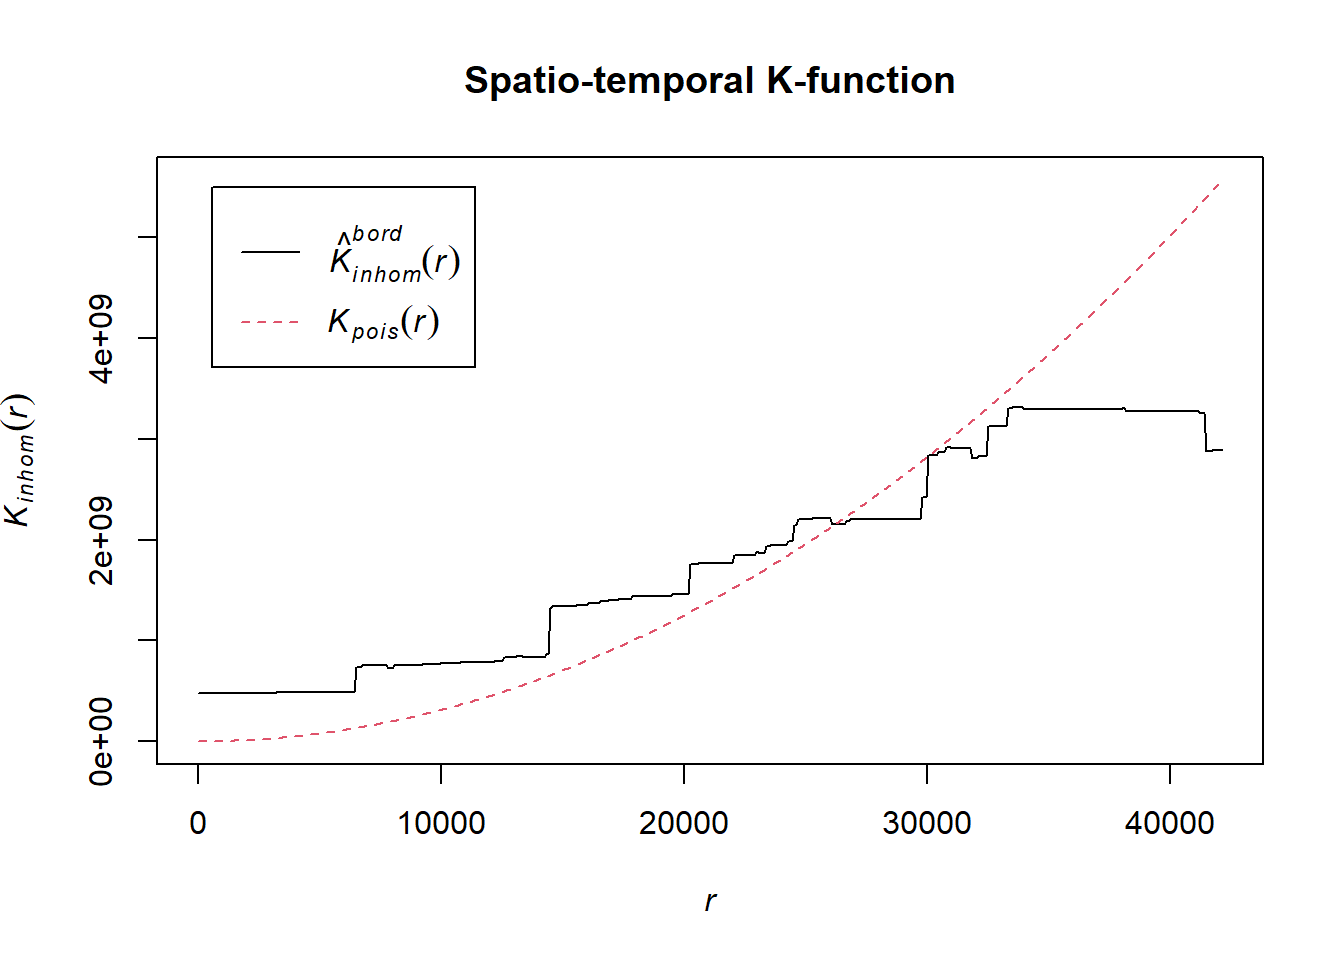 Spatio-temporal K-function
K̂ᵇᵒʳᵈ_inhom(r)
K_pois(r)
K_inhom(r)
4e+09
2e+09
0e+00
0 10000 20000 30000 40000
r